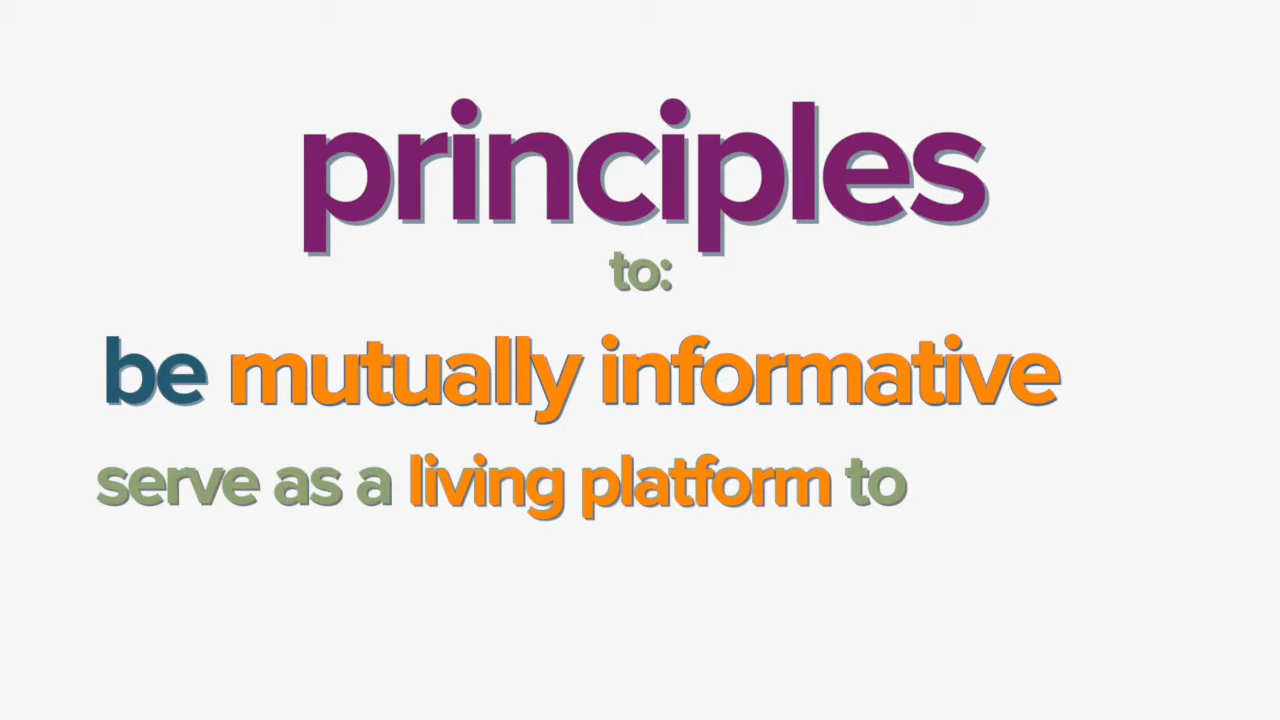 principles
to:
be mutually informative
serve as a living platform to